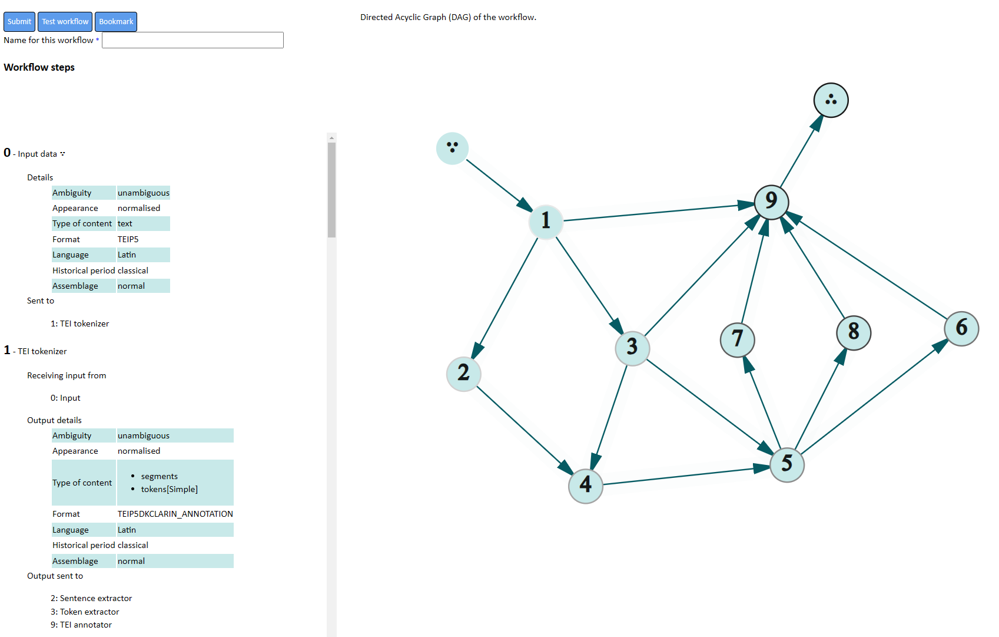 Submit Test workflow Bookmark
Name for this workflow *
Workflow steps
0 - Input data ∵
Details
Ambiguity unambiguous
Appearance normalised
Type of content text
Format TEIP5
Language Latin
Historical period classical
Assemblage normal
Sent to
1: TEI tokenizer
1 - TEI tokenizer
Receiving input from
0: Input
Output details
Ambiguity unambiguous
Appearance normalised
Type of content
• segments
• tokens[Simple]
Format TEIP5DKCLARIN_ANNOTATION
Language Latin
Historical period classical
Assemblage normal
Output sent to
2: Sentence extractor
3: Token extractor
9: TEI annotator
Directed Acyclic Graph (DAG) of the workflow.
∴
∵
9
1
6
8
7
3
2
5
4